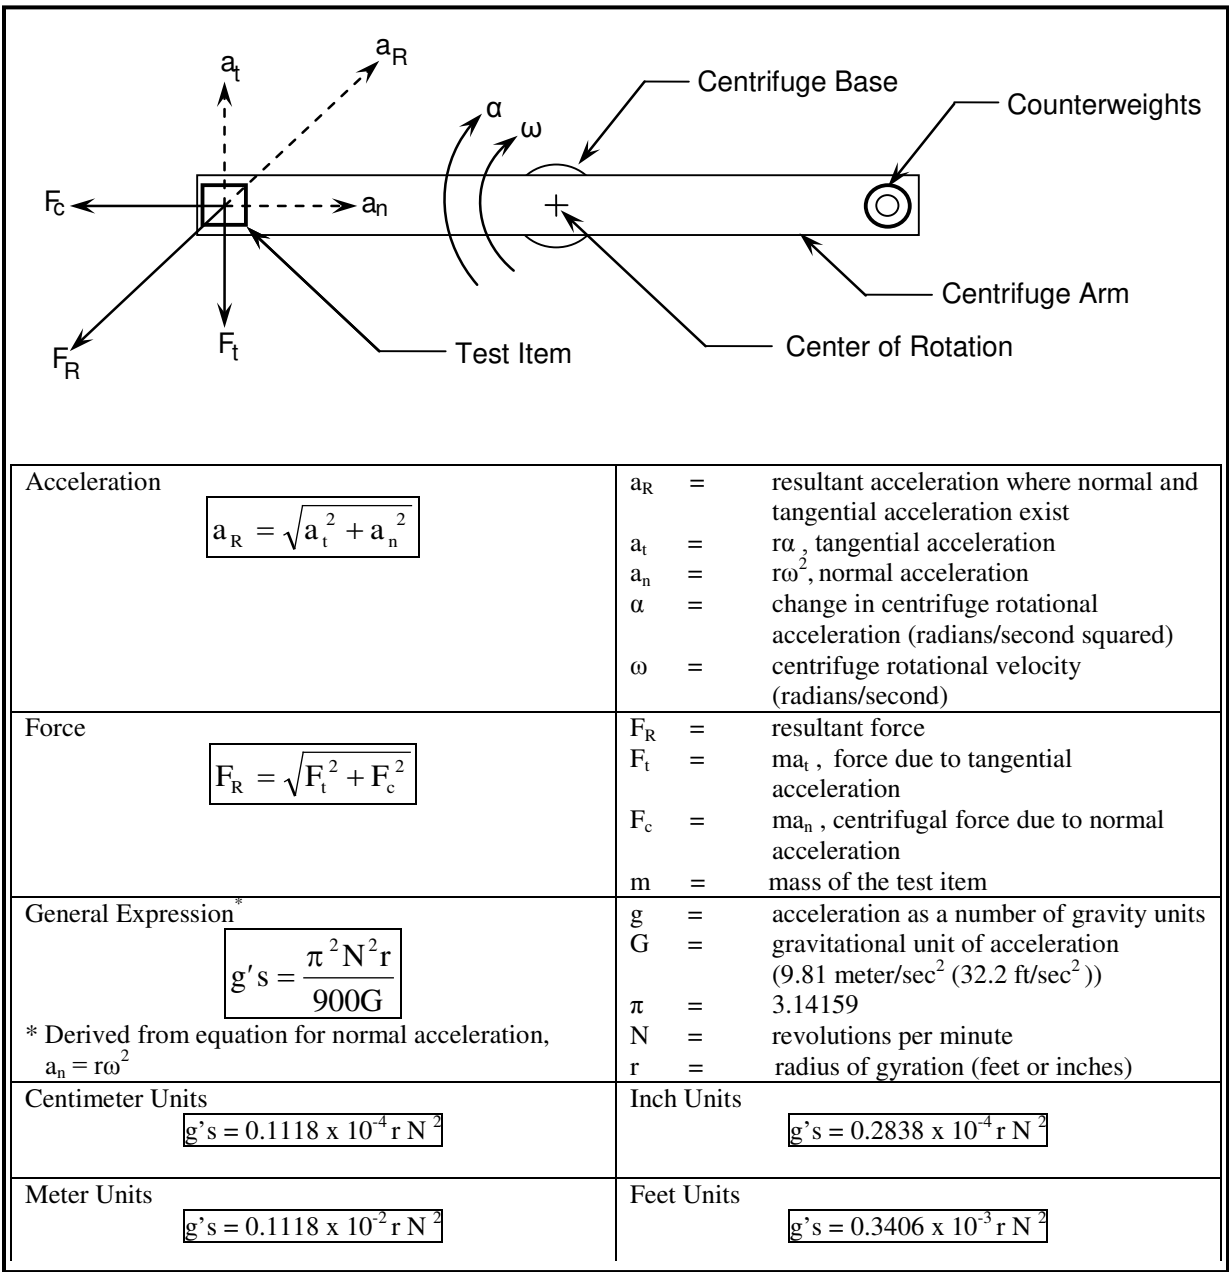 a_t
a_R
Centrifuge Base
Counterweights
α
ω
F_c
a_n
Centrifuge Arm
F_R
F_t
Test Item
Center of Rotation
Acceleration
a_R = √(a_t² + a_n²)
a_R = resultant acceleration where normal and
tangential acceleration exist
a_t = rα , tangential acceleration
a_n = rω², normal acceleration
α = change in centrifuge rotational
acceleration (radians/second squared)
ω = centrifuge rotational velocity
(radians/second)
Force
F_R = √(F_t² + F_c²)
F_R = resultant force
F_t = ma_t , force due to tangential
acceleration
F_c = ma_n , centrifugal force due to normal
acceleration
m = mass of the test item
General Expression*
g's = π²N²r / 900G
* Derived from equation for normal acceleration,
a_n = rω²
g = acceleration as a number of gravity units
G = gravitational unit of acceleration
(9.81 meter/sec² (32.2 ft/sec² ))
π = 3.14159
N = revolutions per minute
r = radius of gyration (feet or inches)
Centimeter Units
g's = 0.1118 x 10⁻⁴ r N ²
Inch Units
g's = 0.2838 x 10⁻⁴ r N ²
Meter Units
g's = 0.1118 x 10⁻² r N ²
Feet Units
g's = 0.3406 x 10⁻³ r N ²